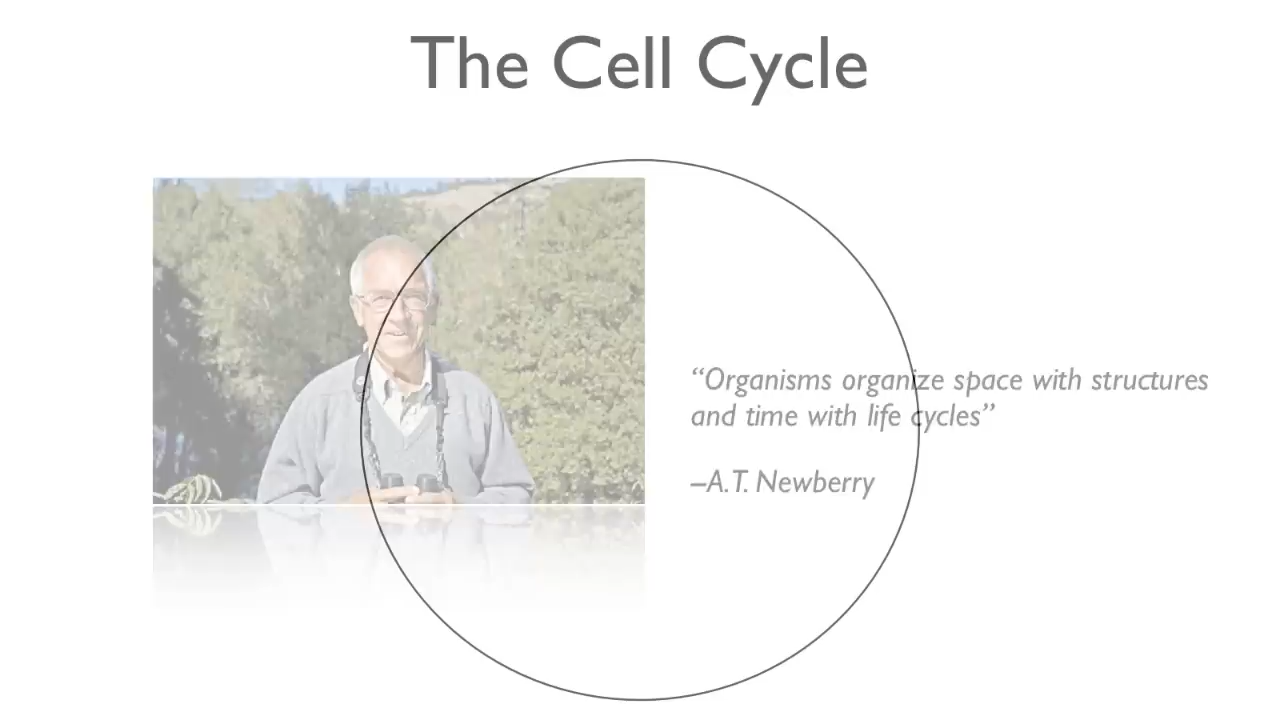 The Cell Cycle
“Organisms organize space with structures
and time with life cycles”
–A.T. Newberry